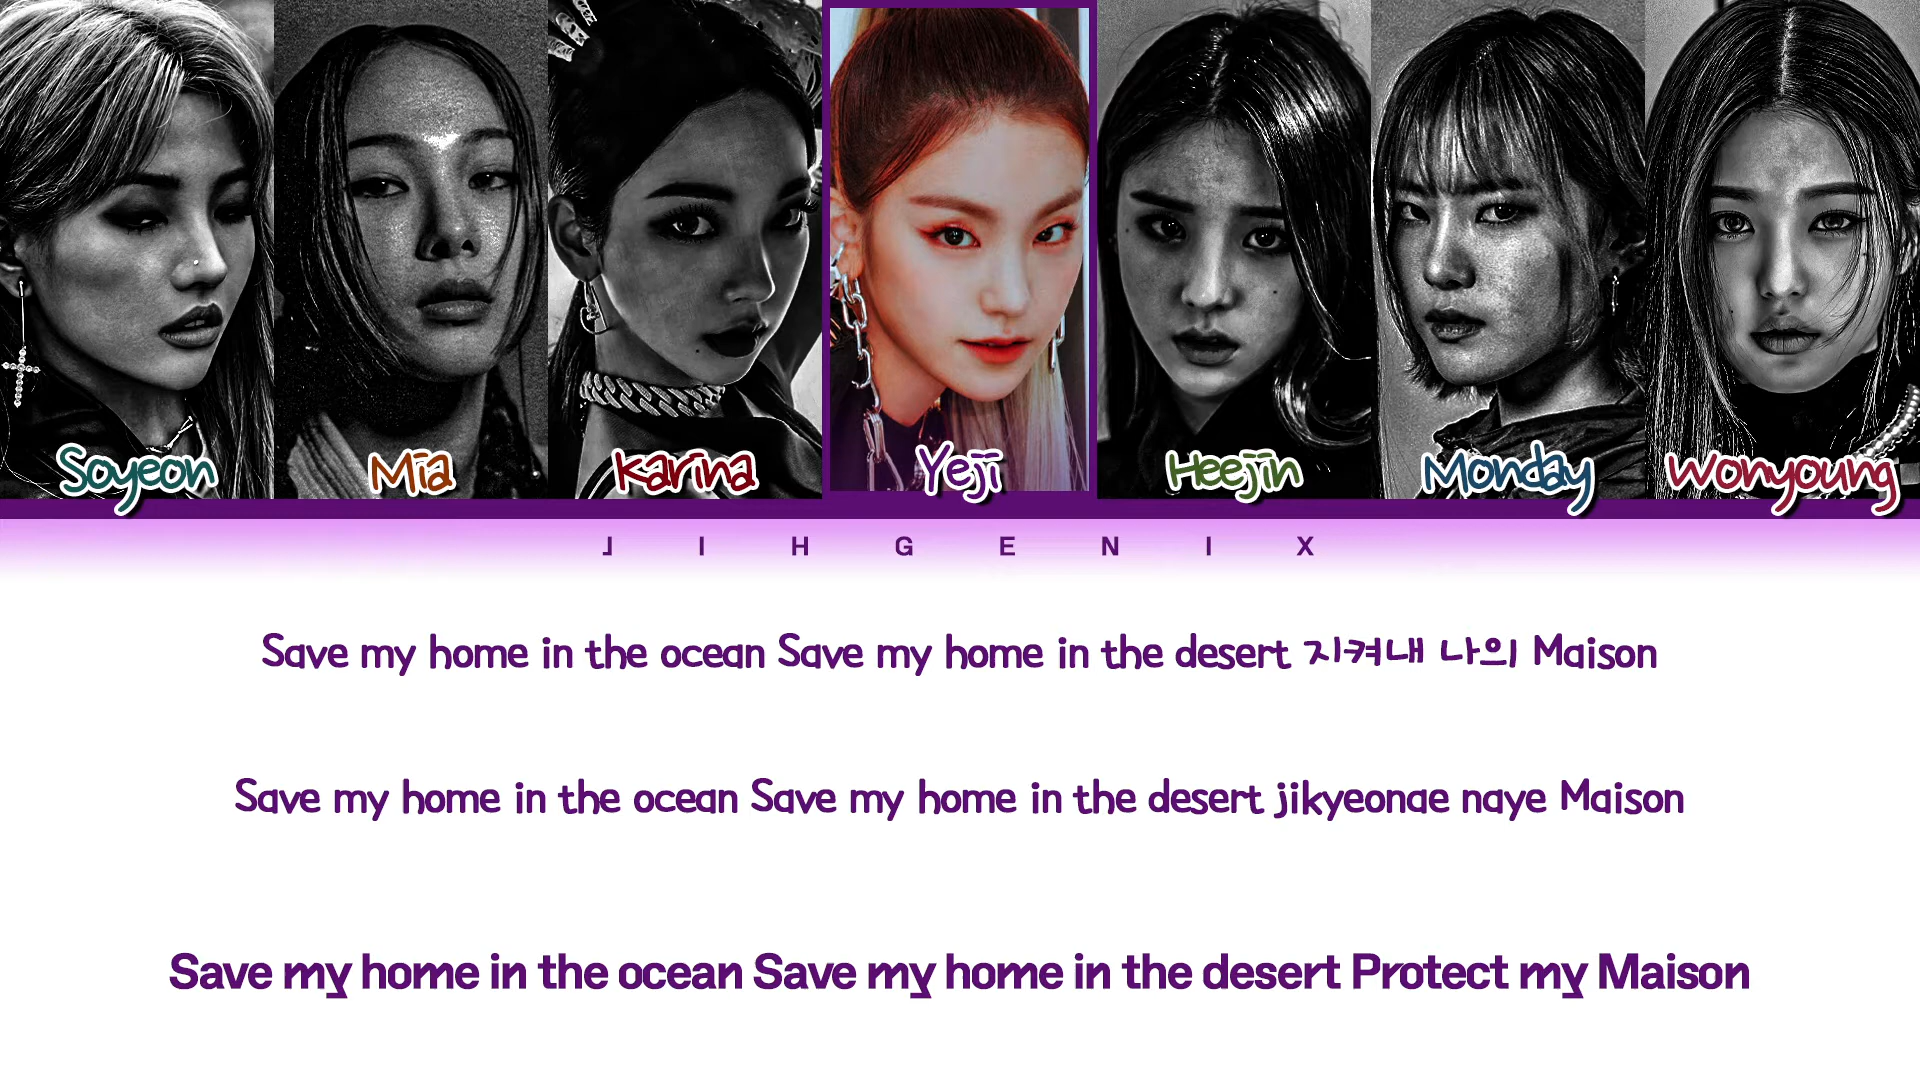 Soyeon Mia Karina Yeji Heejin Monday Wonyoung
JIHGENIX
Save my home in the ocean Save my home in the desert 지켜내 나의 Maison
Save my home in the ocean Save my home in the desert jikyeonae naye Maison
Save my home in the ocean Save my home in the desert Protect my Maison